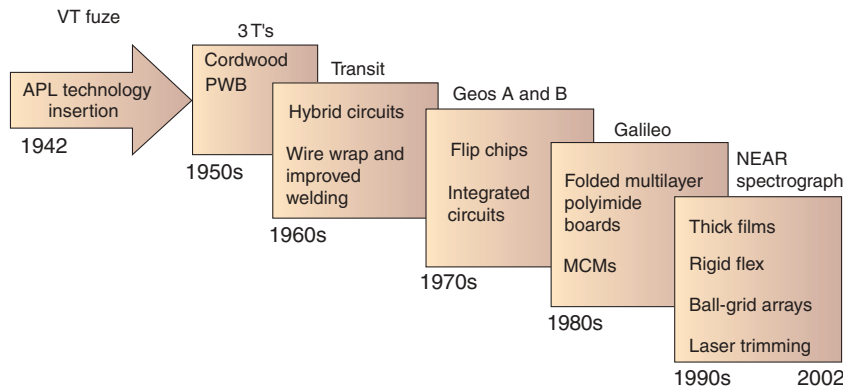 VT fuze
APL technology
insertion
1942
3T's
Cordwood
PWB
1950s
Transit
Hybrid circuits
Wire wrap and
improved
welding
1960s
Geos A and B
Flip chips
Integrated
circuits
1970s
Galileo
Folded multilayer
polyimide
boards
MCMs
1980s
NEAR
spectrograph
Thick films
Rigid flex
Ball-grid arrays
Laser trimming
1990s
2002